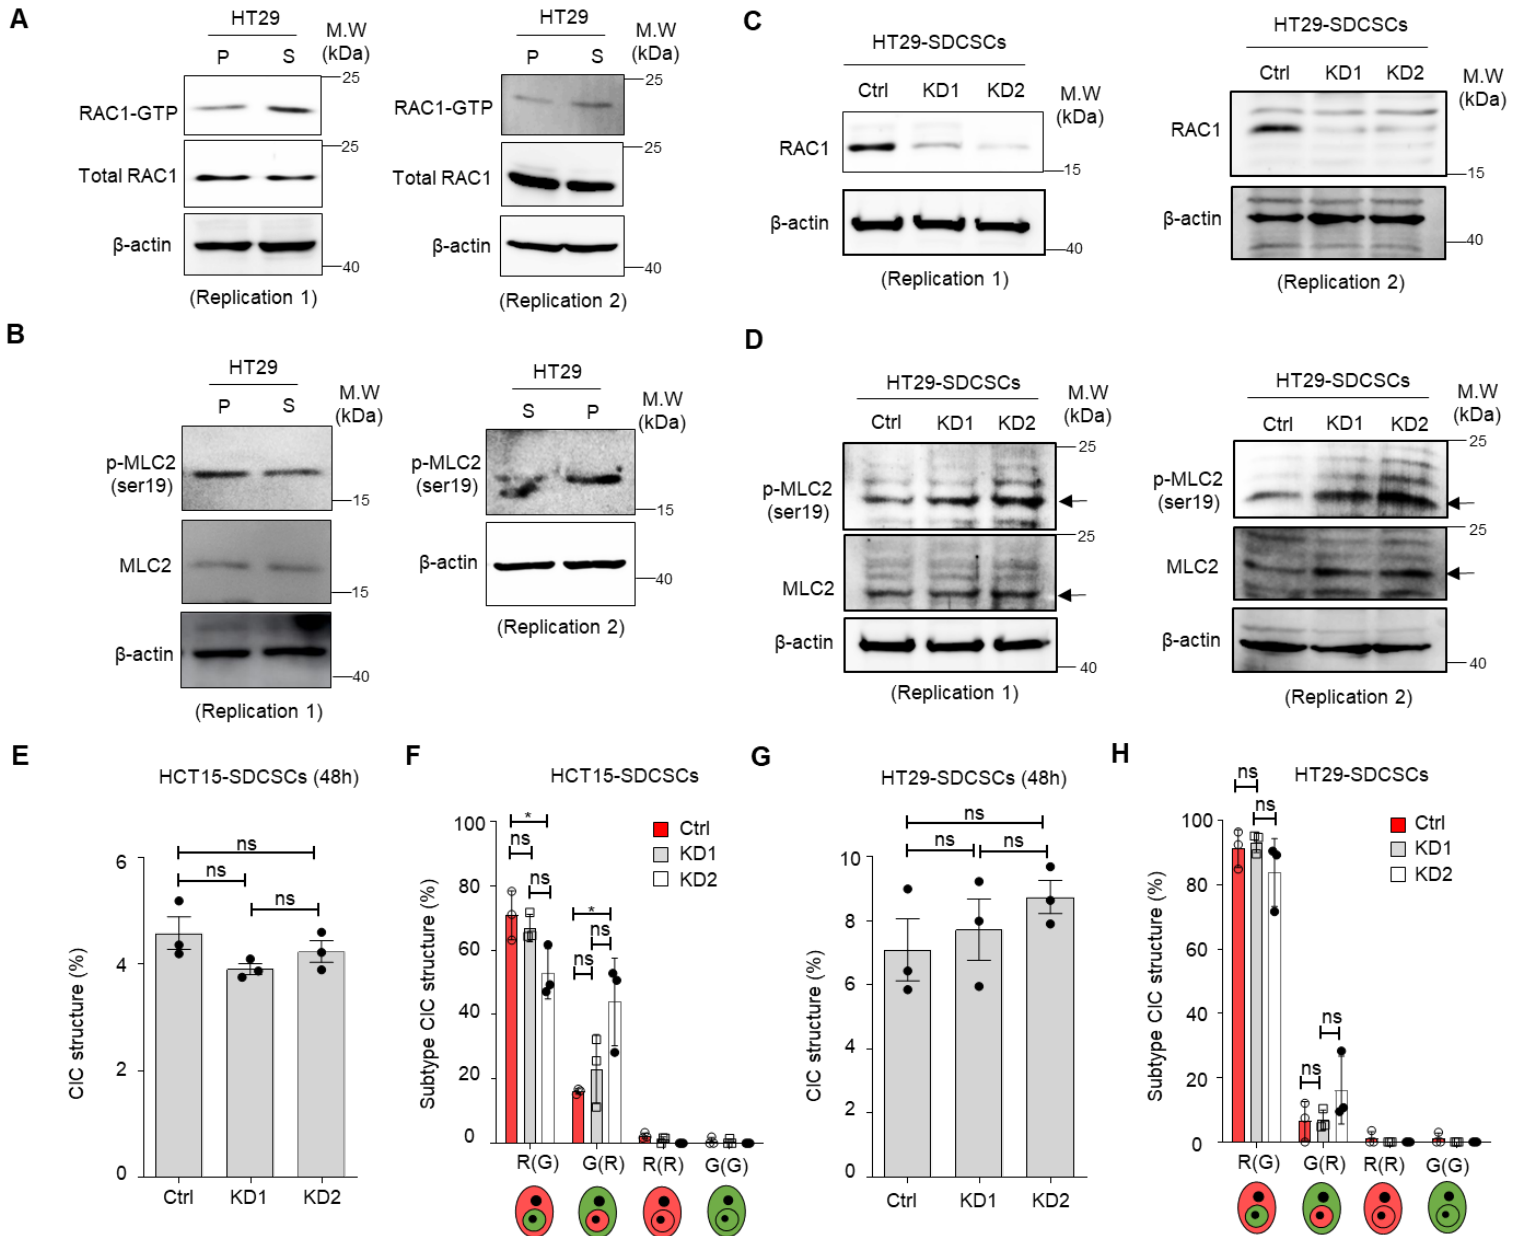 A
HT29
P S
M.W
(kDa)
RAC1-GTP
25
Total RAC1
25
β-actin
40
(Replication 1)
HT29
P S
M.W
(kDa)
RAC1-GTP
25
Total RAC1
25
β-actin
40
(Replication 2)
B
HT29
P S
M.W
(kDa)
p-MLC2
(ser19)
15
MLC2
15
β-actin
40
(Replication 1)
HT29
S P
M.W
(kDa)
p-MLC2
(ser19)
15
β-actin
40
(Replication 2)
C
HT29-SDCSCs
Ctrl KD1 KD2
M.W
(kDa)
RAC1
15
β-actin
40
(Replication 1)
HT29-SDCSCs
Ctrl KD1 KD2
M.W
(kDa)
RAC1
15
β-actin
40
(Replication 2)
D
HT29-SDCSCs
Ctrl KD1 KD2
M.W
(kDa)
p-MLC2
(ser19)
25
MLC2
25
β-actin
40
(Replication 1)
HT29-SDCSCs
Ctrl KD1 KD2
M.W
(kDa)
p-MLC2
(ser19)
25
MLC2
25
β-actin
40
(Replication 2)
E
HCT15-SDCSCs (48h)
CIC structure (%)
6
4
2
0
ns
ns
ns
Ctrl KD1 KD2
F
HCT15-SDCSCs
Subtype CIC structure (%)
100
80
60
40
20
0
*
ns
ns
*
ns
ns
Ctrl
KD1
KD2
R(G) G(R) R(R) G(G)
G
HT29-SDCSCs (48h)
CIC structure (%)
10
8
6
4
2
0
ns
ns ns
Ctrl KD1 KD2
H
HT29-SDCSCs
Subtype CIC structure (%)
100
80
60
40
20
0
ns
ns
ns
ns
Ctrl
KD1
KD2
R(G) G(R) R(R) G(G)